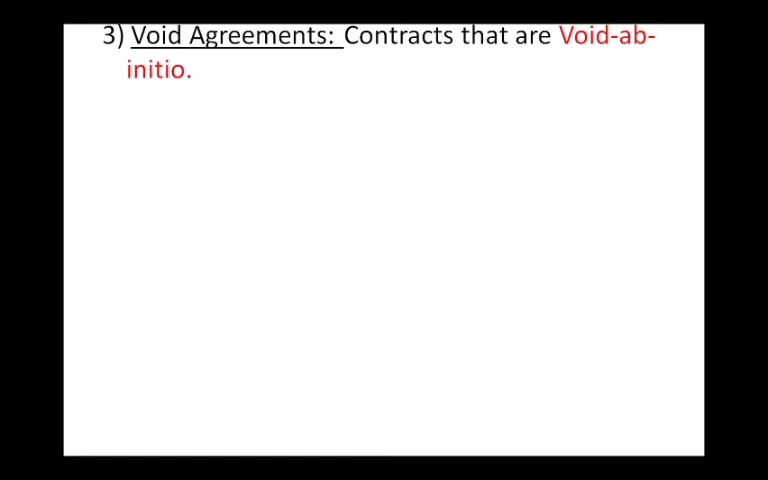 3) Void Agreements: Contracts that are Void-ab-
initio.